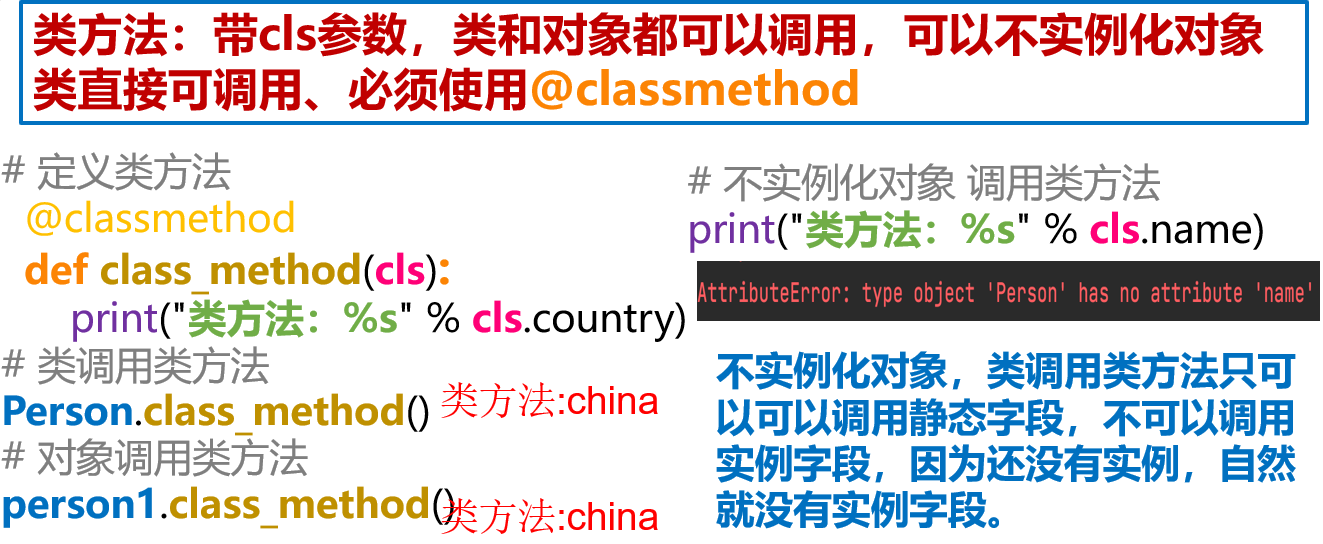 类方法：带cls参数，类和对象都可以调用，可以不实例化对象
类直接可调用、必须使用@classmethod
# 定义类方法
@classmethod
def class_method(cls):
print("类方法：%s" % cls.country)
# 类调用类方法
Person.class_method() 类方法:china
# 对象调用类方法
person1.class_method() 类方法:china
# 不实例化对象 调用类方法
print("类方法：%s" % cls.name)
AttributeError: type object 'Person' has no attribute 'name'
不实例化对象，类调用类方法只可
以可以调用静态字段，不可以调用
实例字段，因为还没有实例，自然
就没有实例字段。